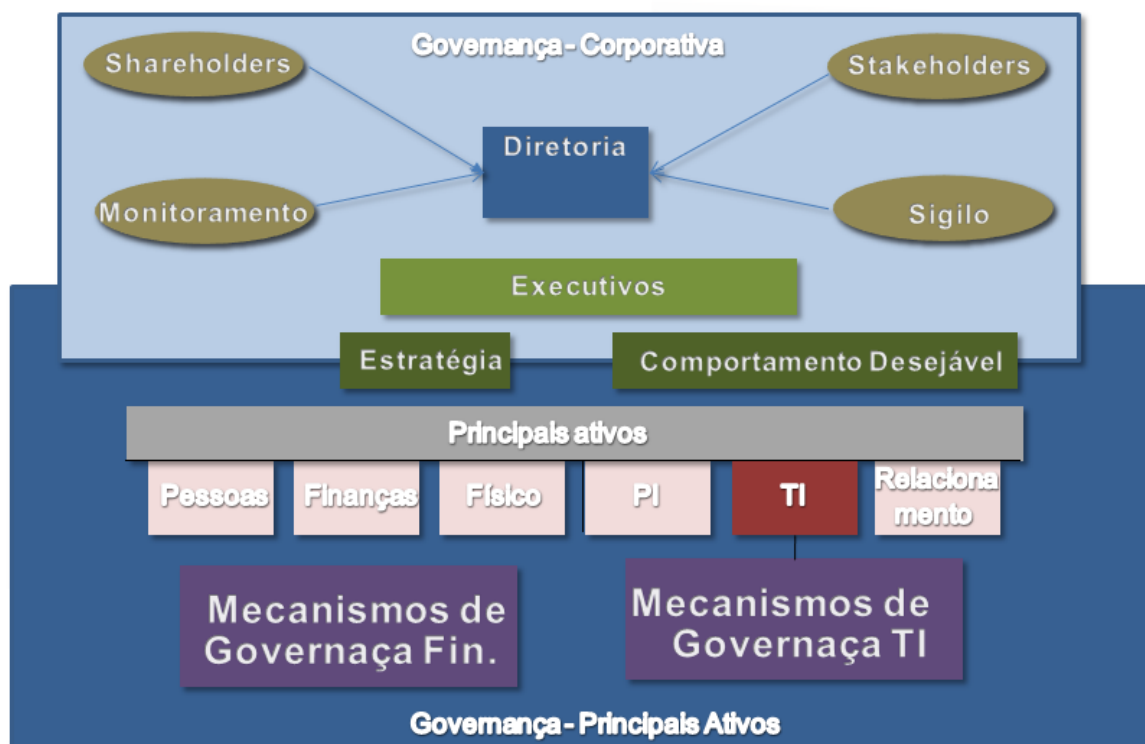 Governança - Corporativa
Shareholders
Stakeholders
Diretoria
Monitoramento
Sigilo
Executivos
Estratégia
Comportamento Desejável
Principais ativos
Pessoas
Finanças
Físico
PI
TI
Relaciona
mento
Mecanismos de
Governaça Fin.
Mecanismos de
Governaça TI
Governança - Principais Ativos